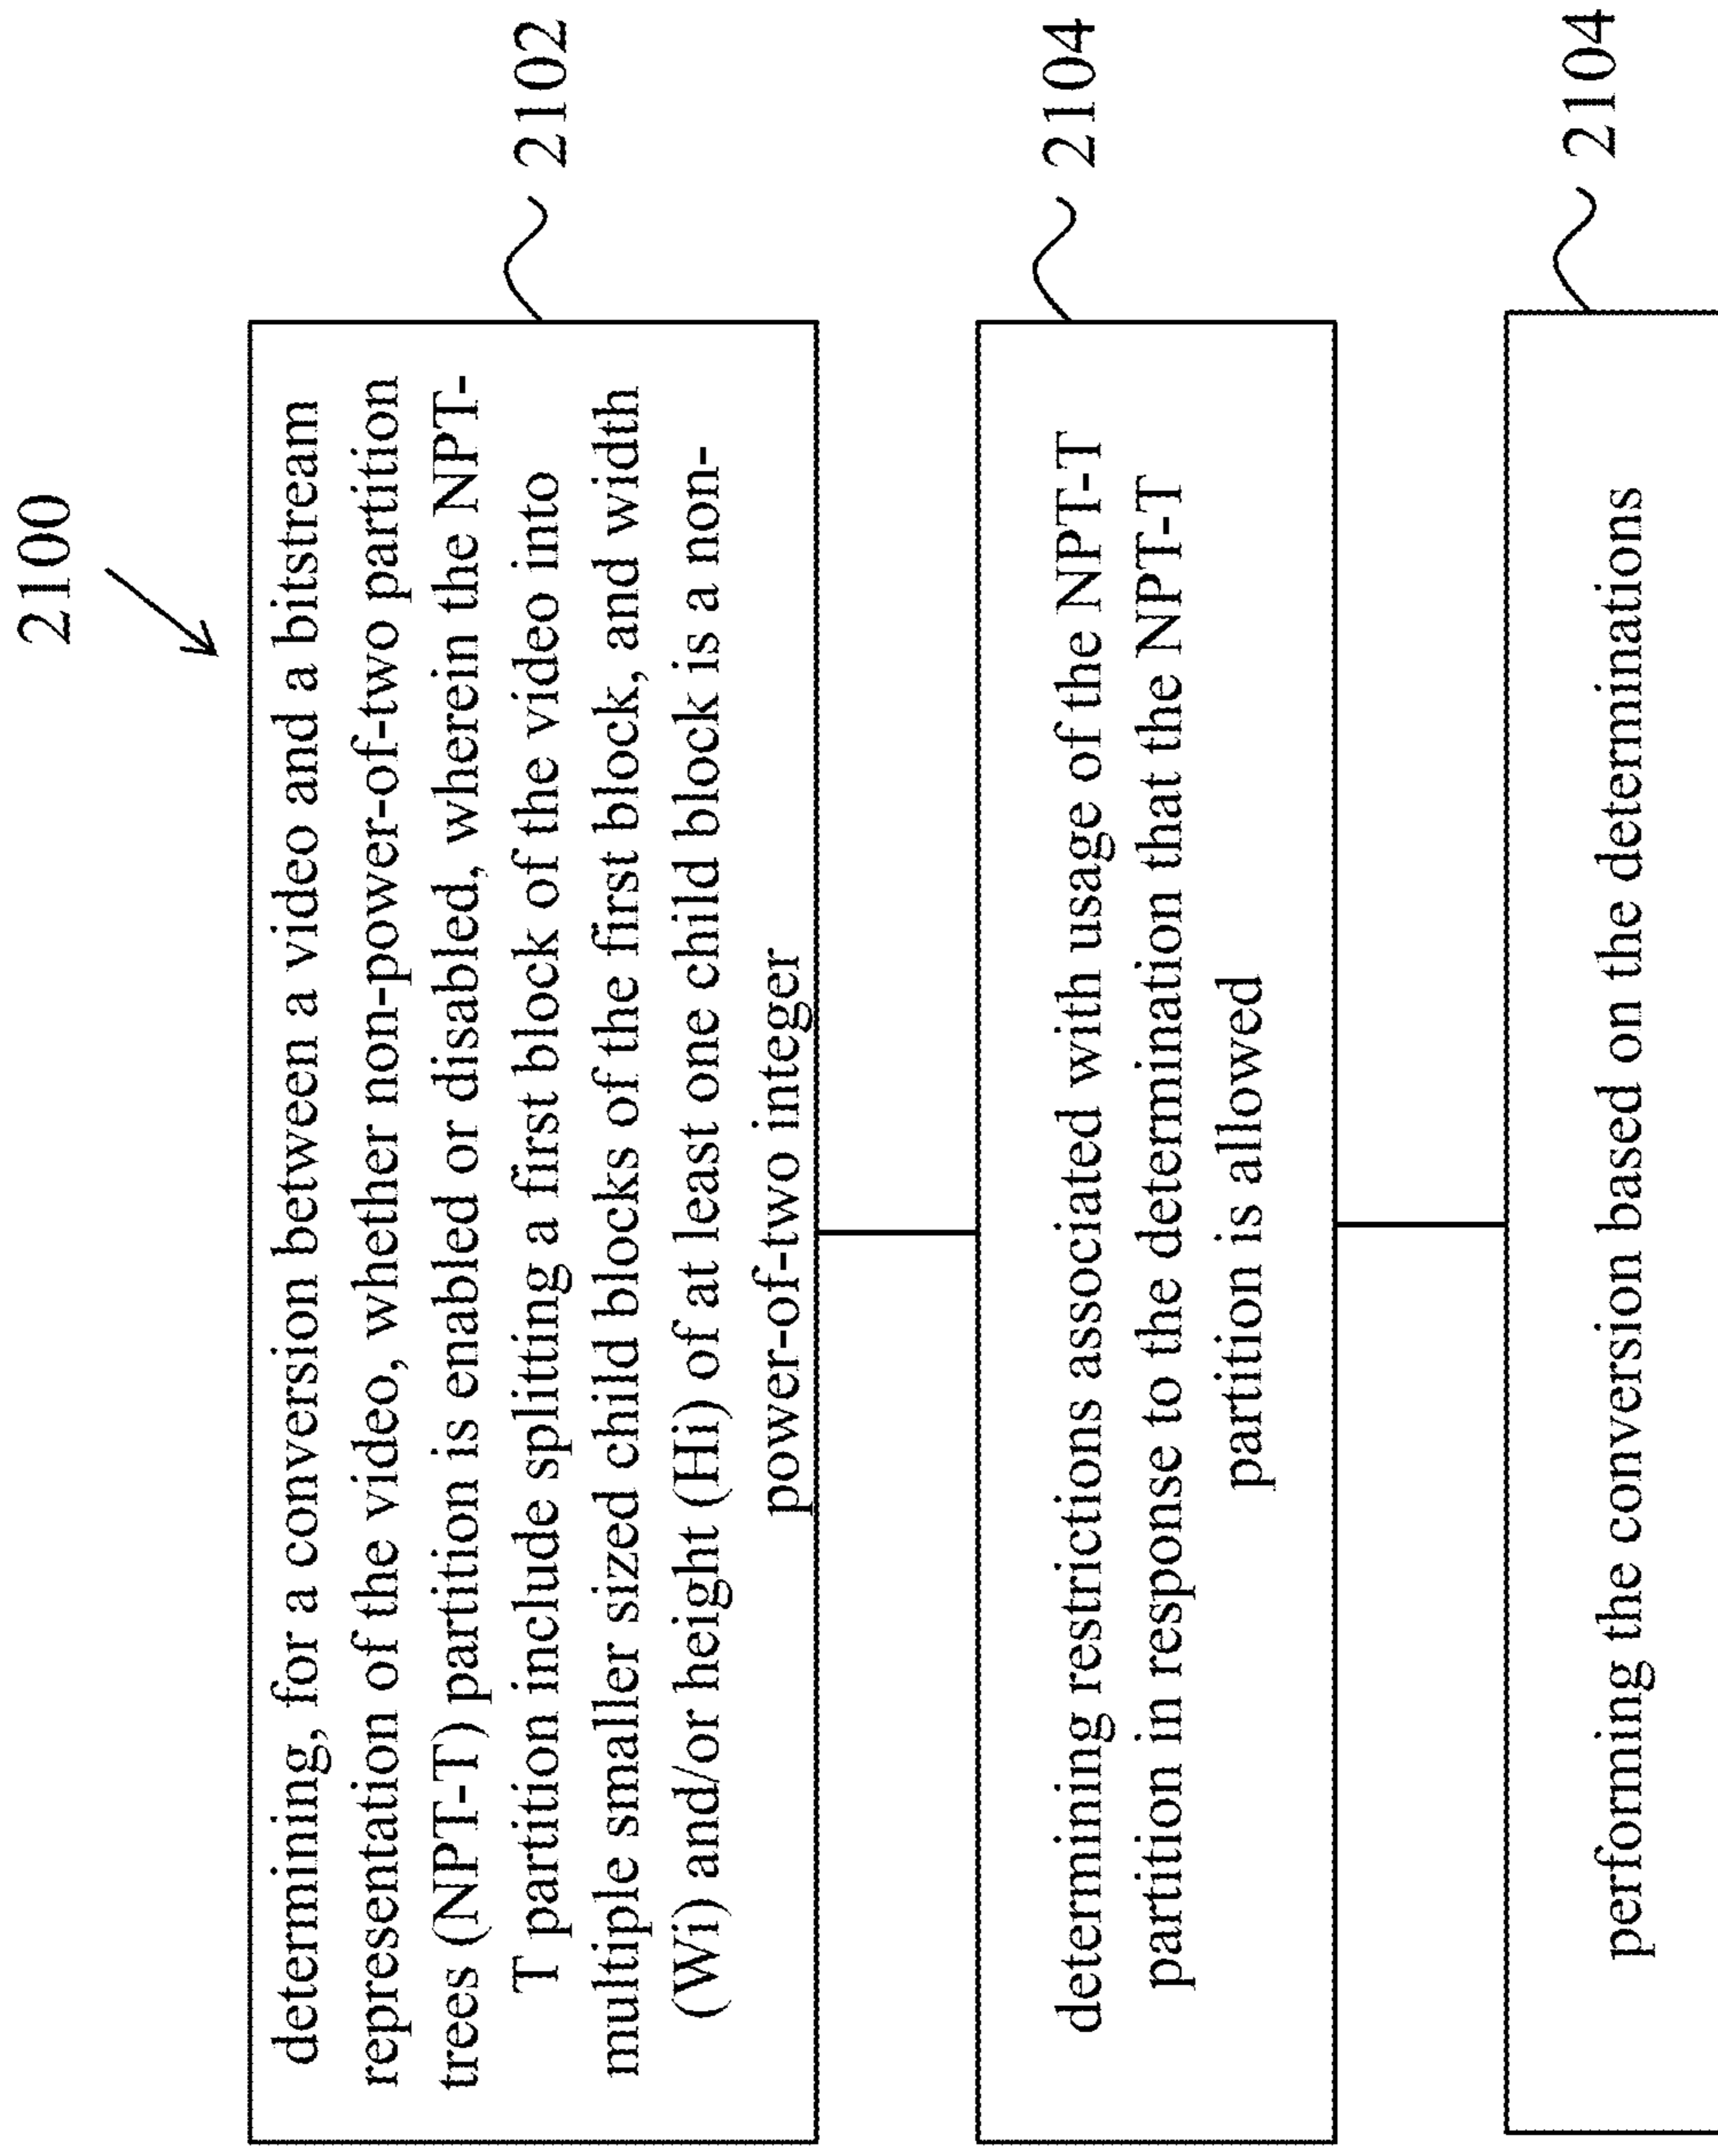 2100
determining, for a conversion between a video and a bitstream
representation of the video, whether non-power-of-two partition
trees (NPT-T) partition is enabled or disabled, wherein the NPT-
T partition include splitting a first block of the video into
multiple smaller sized child blocks of the first block, and width
(Wi) and/or height (Hi) of at least one child block is a non-
power-of-two integer
2102
determining restrictions associated with usage of the NPT-T
partition in response to the determination that the NPT-T
partition is allowed
2104
performing the conversion based on the determinations
2104